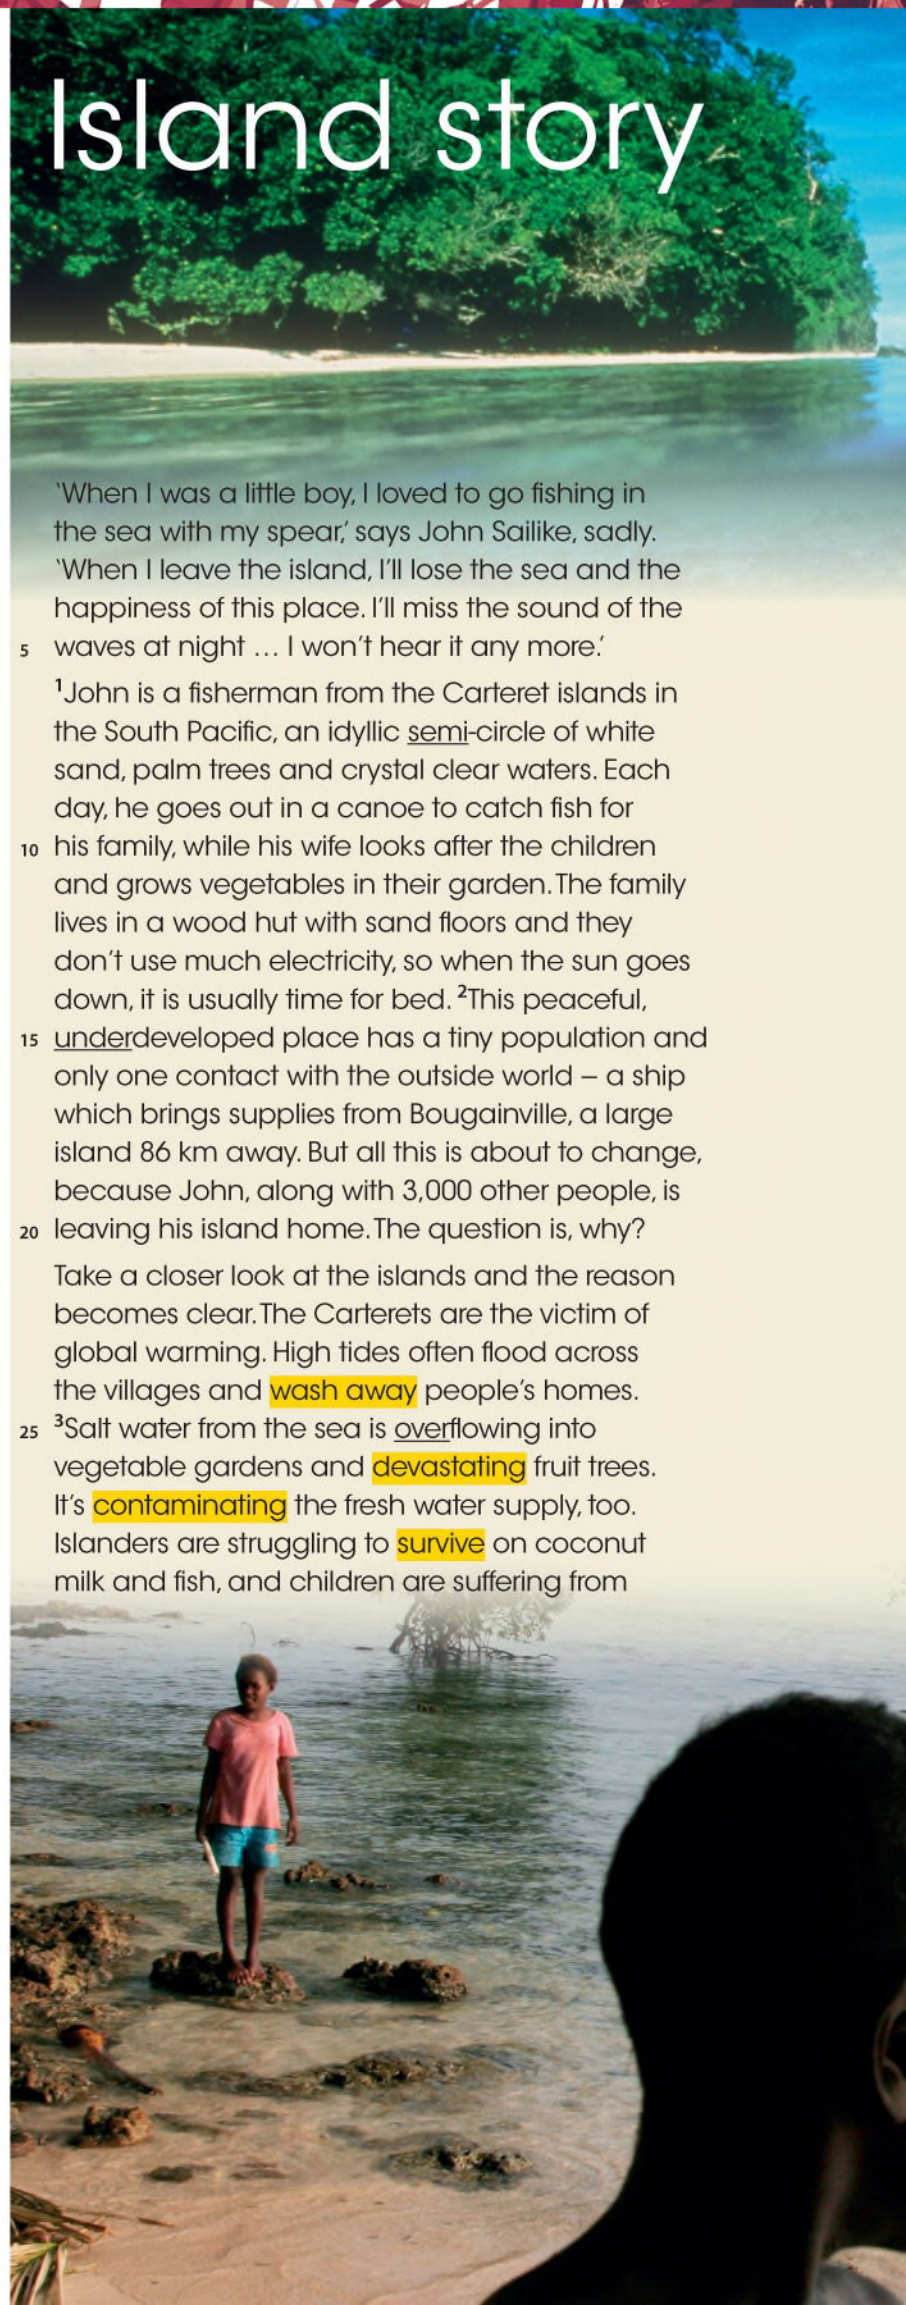 Island story
‘When I was a little boy, I loved to go fishing in
the sea with my spear,’ says John Sailike, sadly.
‘When I leave the island, I’ll lose the sea and the
happiness of this place. I’ll miss the sound of the
5 waves at night … I won’t hear it any more.’
¹John is a fisherman from the Carteret islands in
the South Pacific, an idyllic semi-circle of white
sand, palm trees and crystal clear waters. Each
day, he goes out in a canoe to catch fish for
10 his family, while his wife looks after the children
and grows vegetables in their garden. The family
lives in a wood hut with sand floors and they
don’t use much electricity, so when the sun goes
down, it is usually time for bed. ²This peaceful,
15 underdeveloped place has a tiny population and
only one contact with the outside world – a ship
which brings supplies from Bougainville, a large
island 86 km away. But all this is about to change,
because John, along with 3,000 other people, is
20 leaving his island home. The question is, why?
Take a closer look at the islands and the reason
becomes clear. The Carterets are the victim of
global warming. High tides often flood across
the villages and wash away people’s homes.
25 ³Salt water from the sea is overflowing into
vegetable gardens and devastating fruit trees.
It’s contaminating the fresh water supply, too.
Islanders are struggling to survive on coconut
milk and fish, and children are suffering from